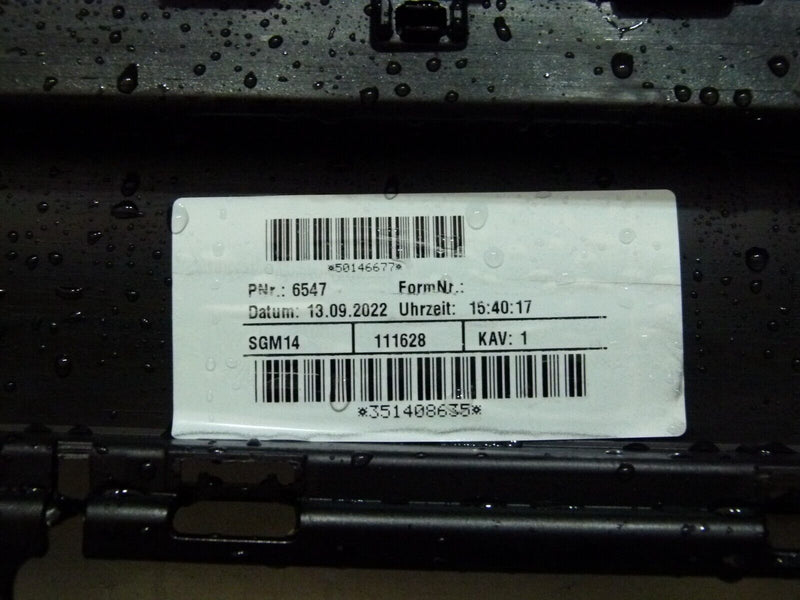 *50146677*
PNr.: 6547 FormNr.:
Datum: 13.09.2022 Uhrzeit: 15:40:17
SGM14 111628 KAV: 1
*351408635*